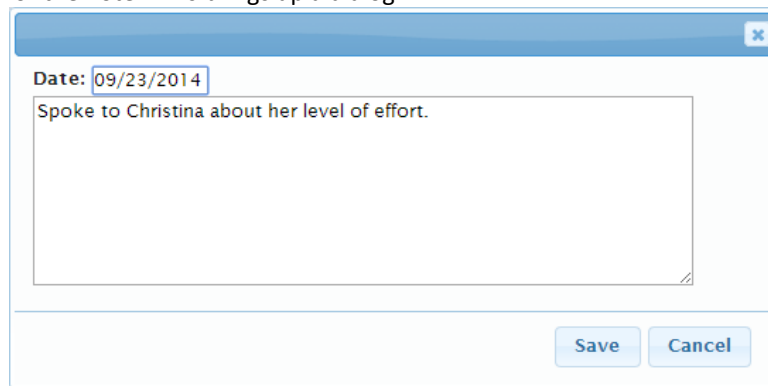 Date: 09/23/2014
Spoke to Christina about her level of effort.
Save Cancel